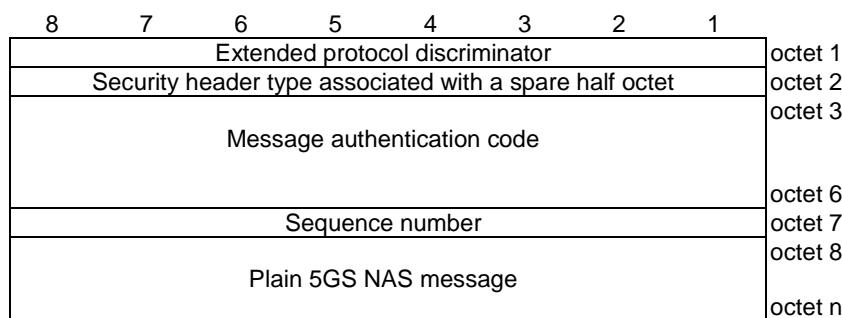 8 7 6 5 4 3 2 1
Extended protocol discriminator octet 1
Security header type associated with a spare half octet octet 2
octet 3
Message authentication code
octet 6
Sequence number octet 7
octet 8
Plain 5GS NAS message
octet n